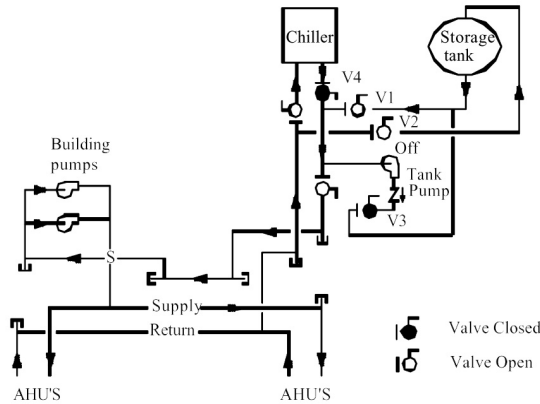 Chiller
Storage
tank
V4
V1
V2
Off
Tank
Pump
V3
Building
pumps
S
Supply
Return
AHU'S
AHU'S
Valve Closed
Valve Open